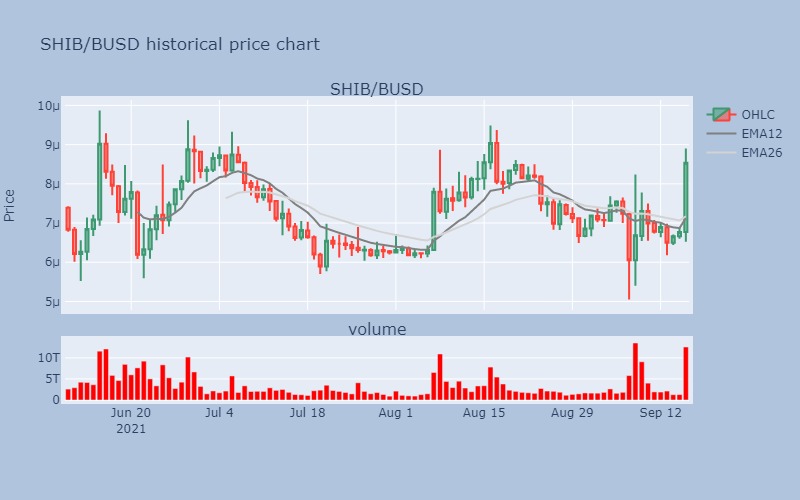 SHIB/BUSD historical price chart
SHIB/BUSD
10μ
9μ
8μ
7μ
6μ
5μ
Price
OHLC
EMA12
EMA26
volume
10T
5T
0
Jun 20 Jul 4 Jul 18 Aug 1 Aug 15 Aug 29 Sep 12
2021